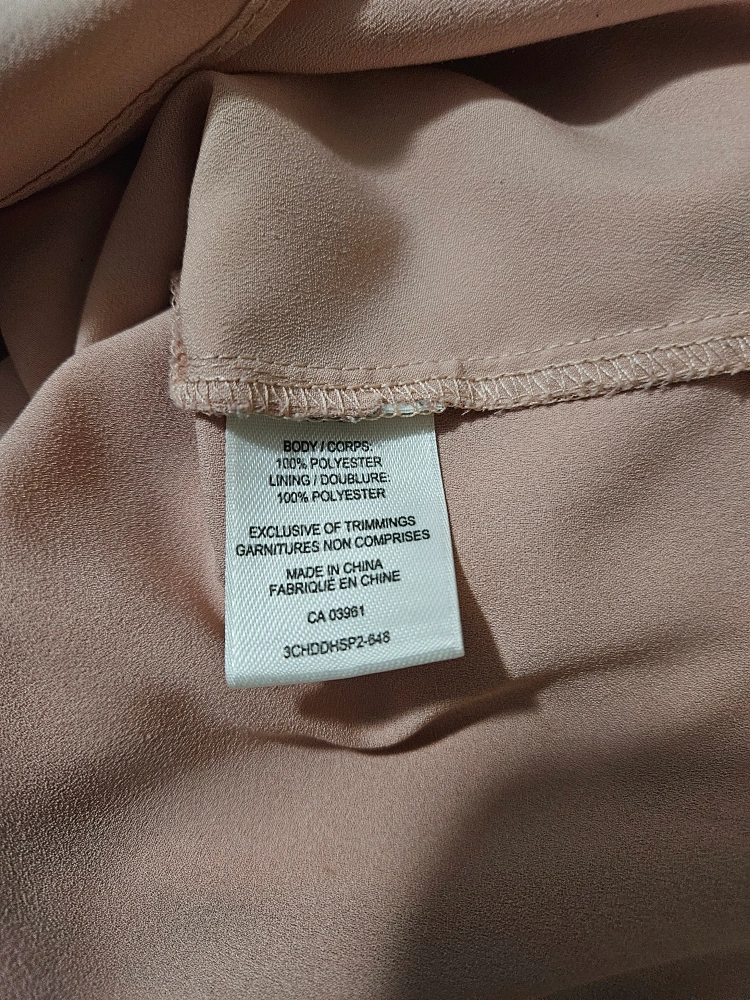 BODY / CORPS:
100% POLYESTER
LINING / DOUBLURE:
100% POLYESTER
EXCLUSIVE OF TRIMMINGS
GARNITURES NON COMPRISES
MADE IN CHINA
FABRIQUÉ EN CHINE
CA 03961
3CHDDHSP2-648